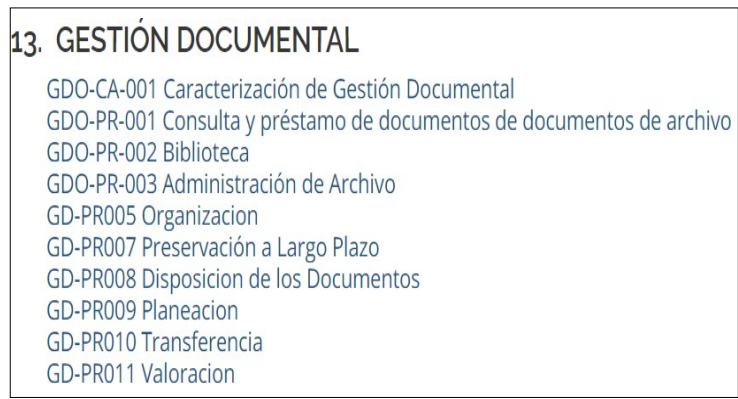 13. GESTIÓN DOCUMENTAL
GDO-CA-001 Caracterización de Gestión Documental
GDO-PR-001 Consulta y préstamo de documentos de documentos de archivo
GDO-PR-002 Biblioteca
GDO-PR-003 Administración de Archivo
GD-PR005 Organizacion
GD-PR007 Preservación a Largo Plazo
GD-PR008 Disposicion de los Documentos
GD-PR009 Planeacion
GD-PR010 Transferencia
GD-PR011 Valoracion